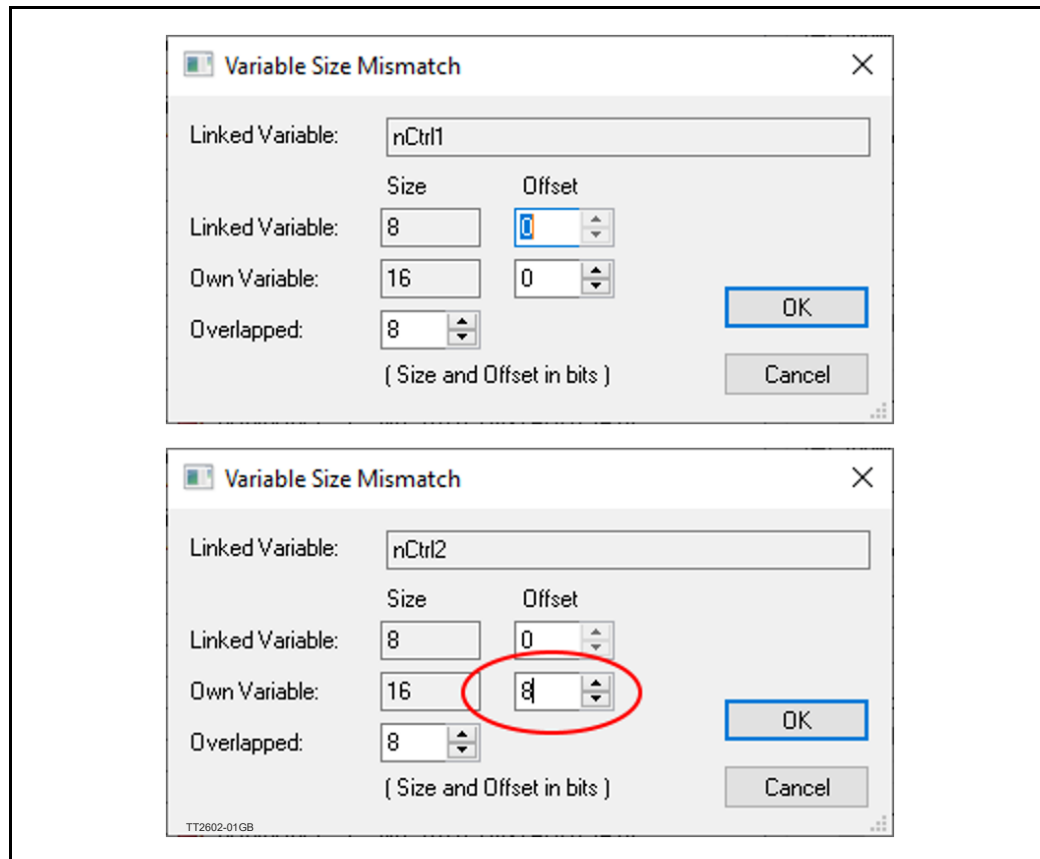 Variable Size Mismatch
Linked Variable: nCtrl1
Size Offset
Linked Variable: 8 0
Own Variable: 16 0
OK
Overlapped: 8
( Size and Offset in bits ) Cancel
Variable Size Mismatch
Linked Variable: nCtrl2
Size Offset
Linked Variable: 8 0
Own Variable: 16 8
OK
Overlapped: 8
( Size and Offset in bits ) Cancel
TT2602-01GB